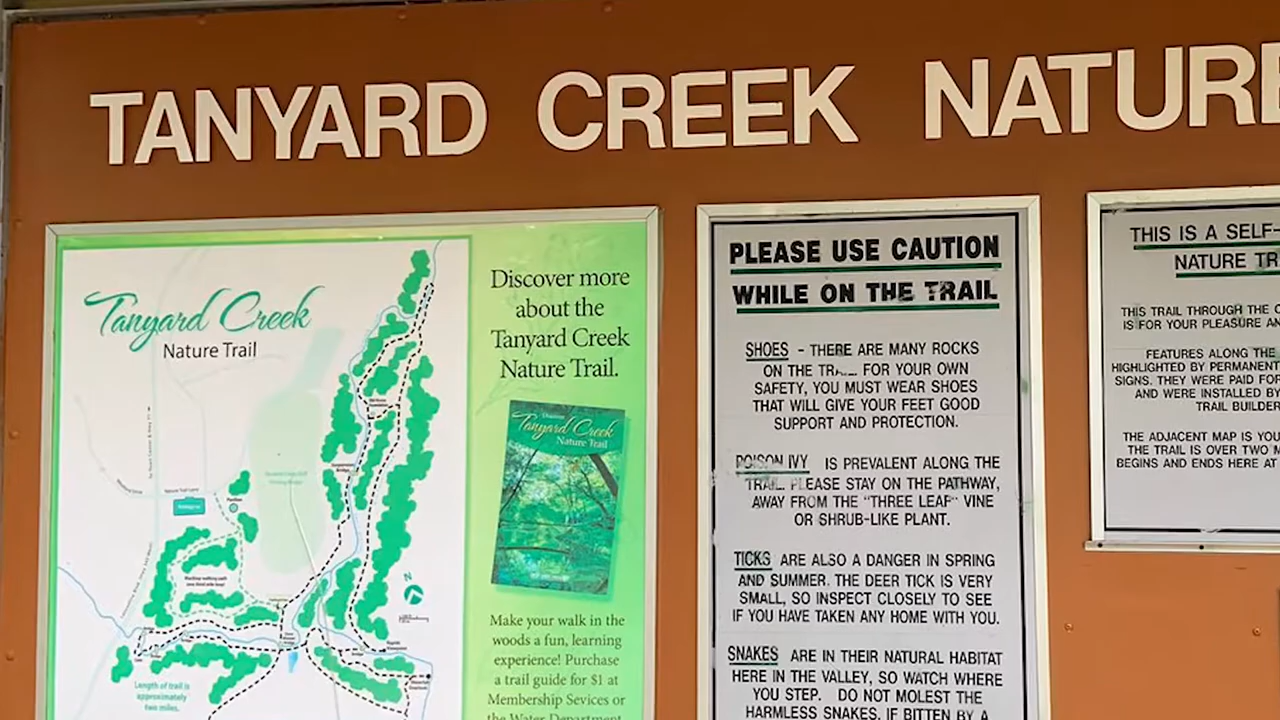 TANYARD CREEK NATURE
Tanyard Creek
Nature Trail
Length of trail is
approximately
two miles.
Discover more
about the
Tanyard Creek
Nature Trail.
Tanyard Creek
Nature Trail
Make your walk in the
woods a fun, learning
experience! Purchase
a trail guide for $1 at
Membership Sevices or
the Water Department
PLEASE USE CAUTION
WHILE ON THE TRAIL
SHOES - THERE ARE MANY ROCKS
ON THE TRA.. FOR YOUR OWN
SAFETY, YOU MUST WEAR SHOES
THAT WILL GIVE YOUR FEET GOOD
SUPPORT AND PROTECTION.
POISON IVY IS PREVALENT ALONG THE
TRAIL. PLEASE STAY ON THE PATHWAY,
AWAY FROM THE "THREE LEAF" VINE
OR SHRUB-LIKE PLANT.
TICKS ARE ALSO A DANGER IN SPRING
AND SUMMER. THE DEER TICK IS VERY
SMALL, SO INSPECT CLOSELY TO SEE
IF YOU HAVE TAKEN ANY HOME WITH YOU.
SNAKES ARE IN THEIR NATURAL HABITAT
HERE IN THE VALLEY, SO WATCH WHERE
YOU STEP. DO NOT MOLEST THE
HARMLESS SNAKES. IF BITTEN BY A
THIS IS A SELF-
NATURE TR
THIS TRAIL THROUGH THE
IS FOR YOUR PLEASURE AN
FEATURES ALONG THE
HIGHLIGHTED BY PERMANENT
SIGNS. THEY WERE PAID FOR
AND WERE INSTALLED BY
TRAIL BUILDER
THE ADJACENT MAP IS YOU
THE TRAIL IS OVER TWO M
BEGINS AND ENDS HERE AT